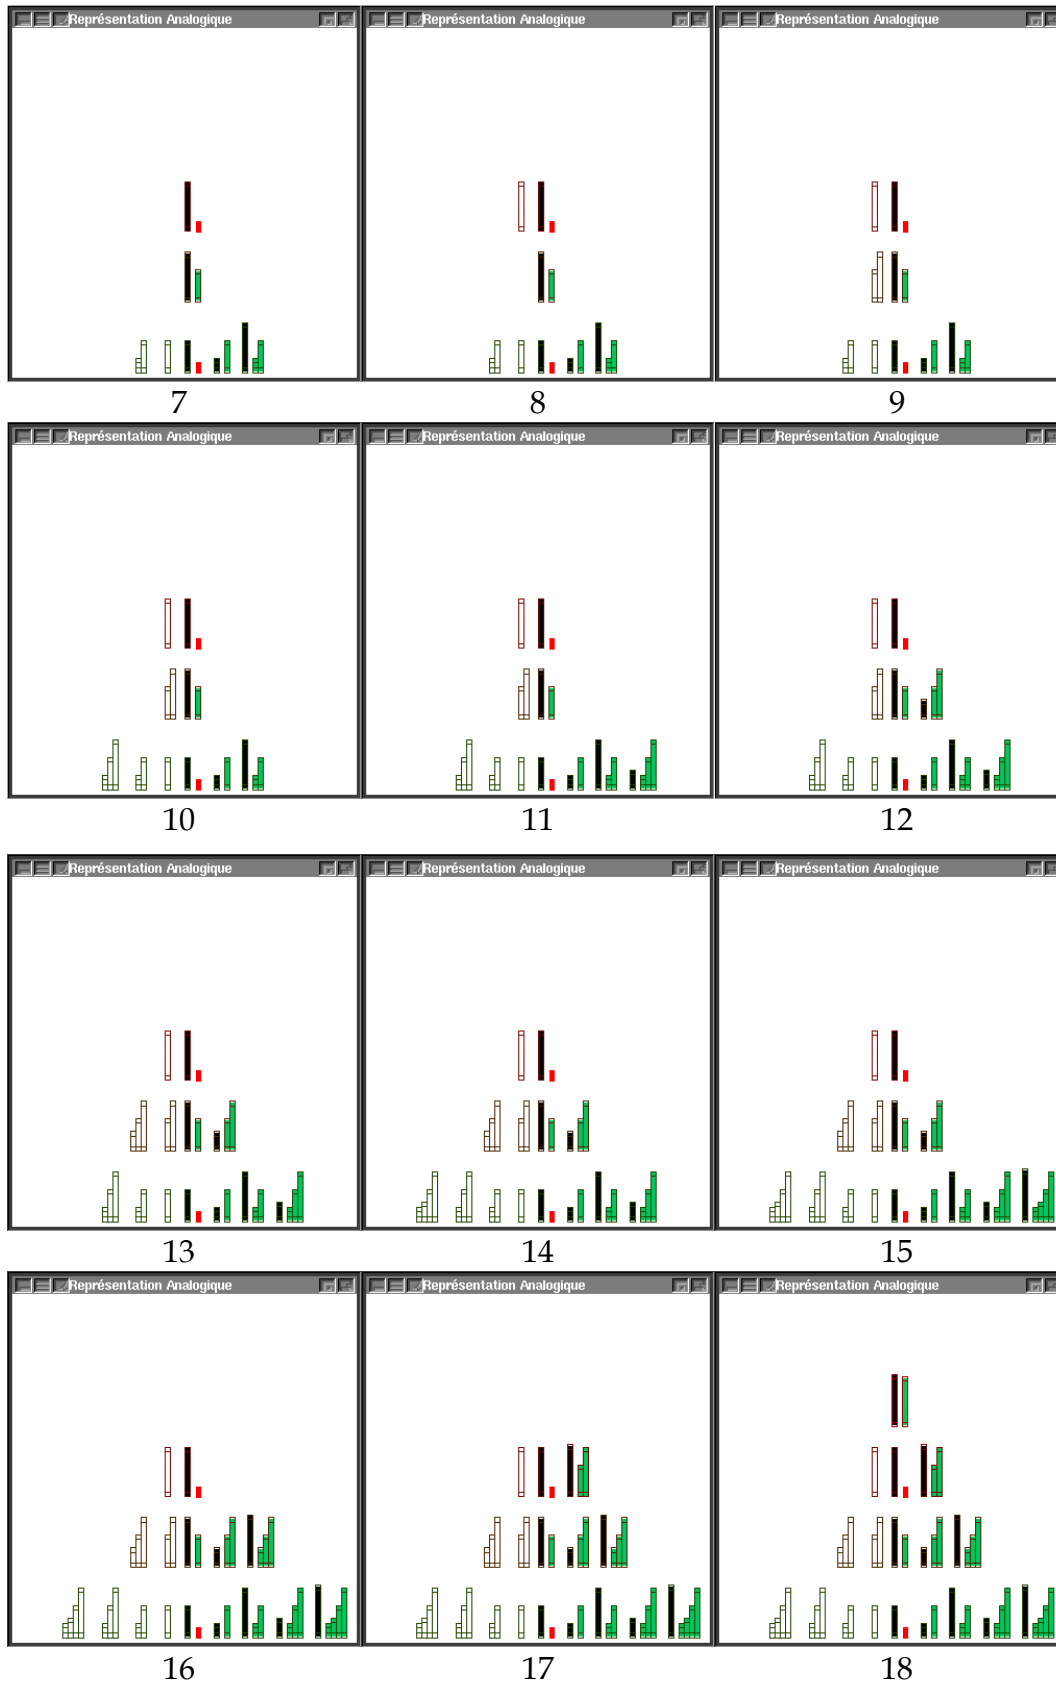 Représentation Analogique Représentation Analogique Représentation Analogique
7 8 9
Représentation Analogique Représentation Analogique Représentation Analogique
10 11 12
Représentation Analogique Représentation Analogique Représentation Analogique
13 14 15
Représentation Analogique Représentation Analogique Représentation Analogique
16 17 18